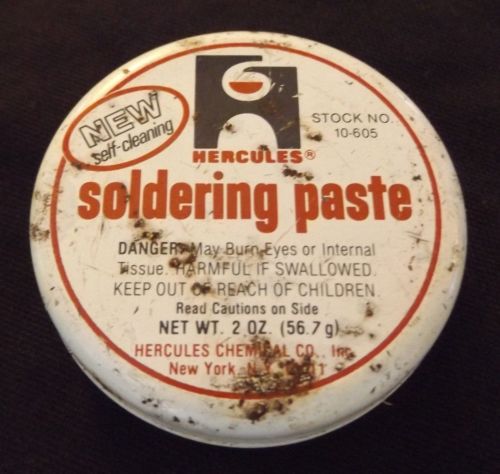 NEW
self-cleaning
STOCK NO.
10-605
HERCULES®
soldering paste
DANGER: May Burn Eyes or Internal
Tissue. HARMFUL IF SWALLOWED.
KEEP OUT OF REACH OF CHILDREN.
Read Cautions on Side
NET WT. 2 OZ. (56.7g)
HERCULES CHEMICAL CO., Inc.
New York, N.Y.